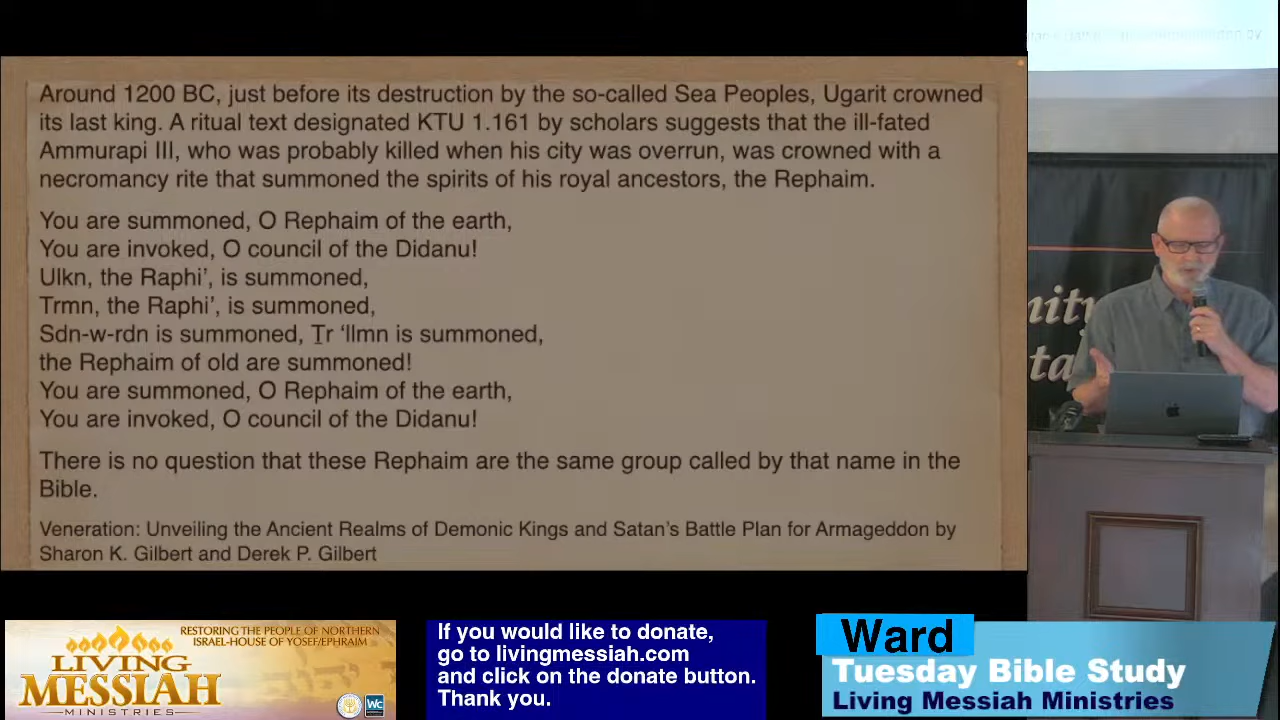 Around 1200 BC, just before its destruction by the so-called Sea Peoples, Ugarit crowned
its last king. A ritual text designated KTU 1.161 by scholars suggests that the ill-fated
Ammurapi III, who was probably killed when his city was overrun, was crowned with a
necromancy rite that summoned the spirits of his royal ancestors, the Rephaim.
You are summoned, O Rephaim of the earth,
You are invoked, O council of the Didanu!
Ulkn, the Raphi’, is summoned,
Trmn, the Raphi’, is summoned,
Sdn-w-rdn is summoned, Ṯr ‘llmn is summoned,
the Rephaim of old are summoned!
You are summoned, O Rephaim of the earth,
You are invoked, O council of the Didanu!
There is no question that these Rephaim are the same group called by that name in the
Bible.
Veneration: Unveiling the Ancient Realms of Demonic Kings and Satan’s Battle Plan for Armageddon by
Sharon K. Gilbert and Derek P. Gilbert
RESTORING THE PEOPLE OF NORTHERN
ISRAEL-HOUSE OF YOSEF/EPHRAIM
LIVING
MESSIAH
MINISTRIES
Wc
If you would like to donate,
go to livingmessiah.com
and click on the donate button.
Thank you.
Ward
Tuesday Bible Study
Living Messiah Ministries